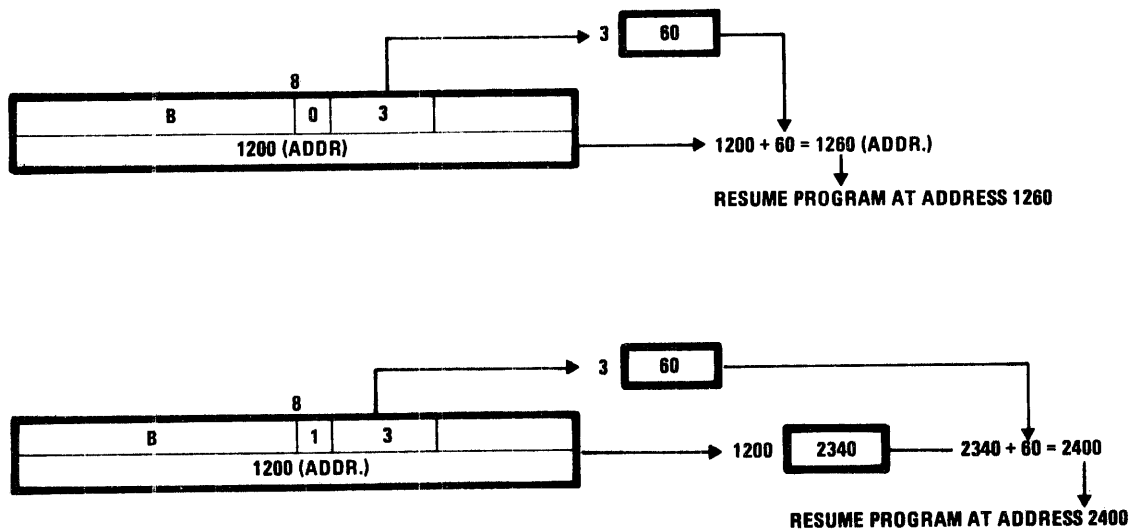 3 60
8
B 0 3
1200 (ADDR)
1200 + 60 = 1260 (ADDR.)
RESUME PROGRAM AT ADDRESS 1260
3 60
8
B 1 3
1200 (ADDR.)
1200 2340 2340 + 60 = 2400
RESUME PROGRAM AT ADDRESS 2400